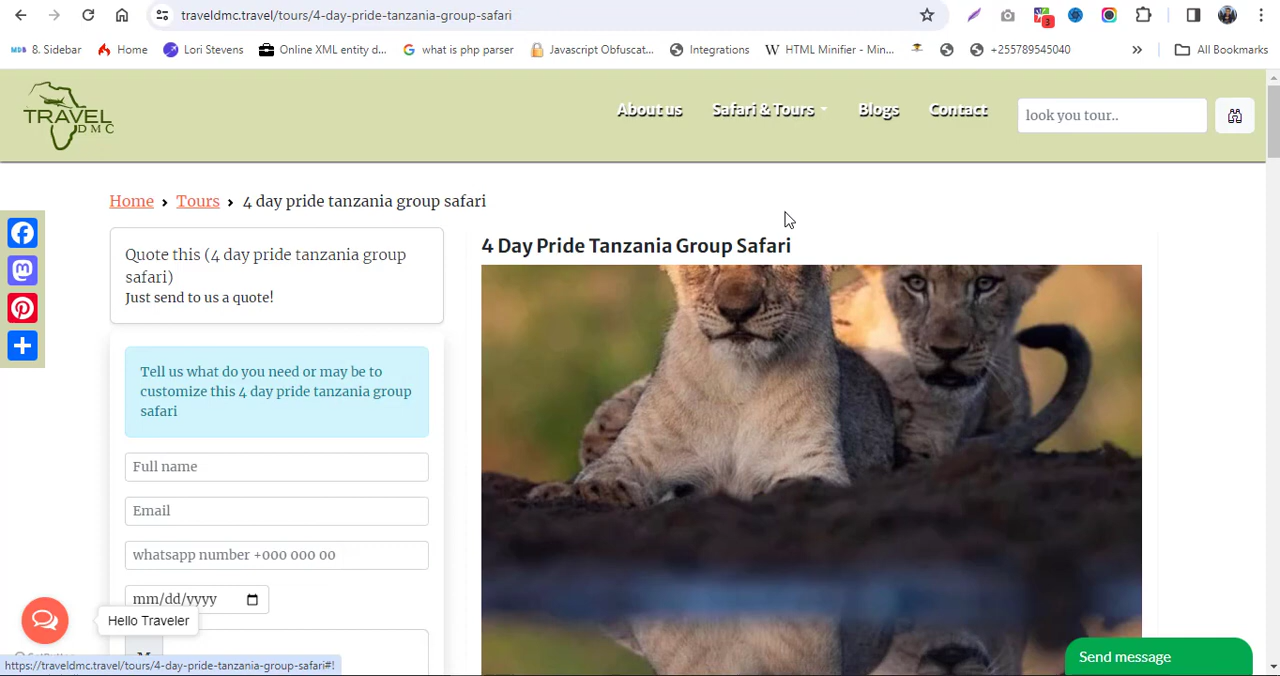 traveldmc.travel/tours/4-day-pride-tanzania-group-safari
3
8. Sidebar
Home
Lori Stevens
Online XML entity d...
what is php parser
Javascript Obfuscat...
Integrations
HTML Minifier - Min...
+255789545040
»
All Bookmarks
TRAVEL
DMC
About us
Safari & Tours
Blogs
Contact
look you tour..
Home › Tours › 4 day pride tanzania group safari
Quote this (4 day pride tanzania group
safari)
Just send to us a quote!
4 Day Pride Tanzania Group Safari
Tell us what do you need or may be to
customize this 4 day pride tanzania group
safari
Full name
Email
whatsapp number +000 000 00
mm/dd/yyyy
Hello Traveler
Send message
https://traveldmc.travel/tours/4-day-pride-tanzania-group-safari#!